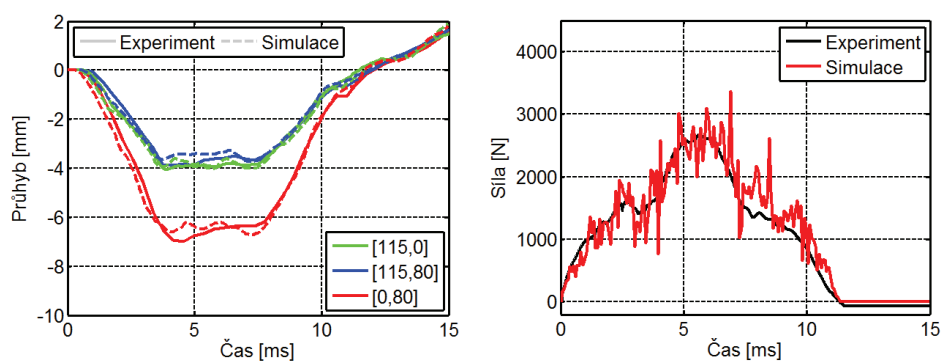 2
0
-2
-4
-6
-8
-10
Průhyb [mm]
Experiment
Simulace
[115,0]
[115,80]
[0,80]
0
5
10
15
Čas [ms]
4000
3000
2000
1000
0
Síla [N]
Experiment
Simulace
0
5
10
15
Čas [ms]